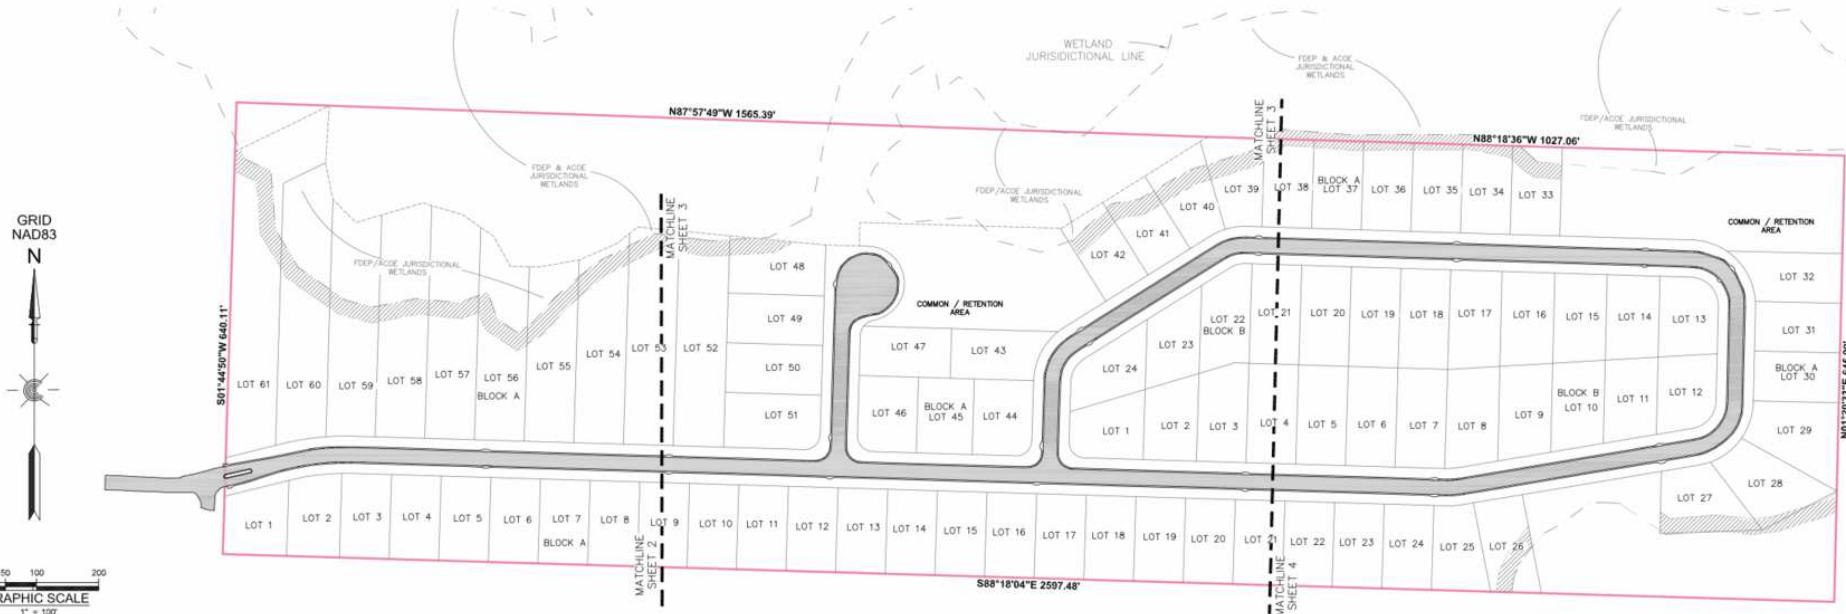 WETLAND
JURISIDICTIONAL LINE
FDEP & ACOE
JURISDICTIONAL
WETLANDS
FDEP/ACOE JURISDICTIONAL
WETLANDS
N87°57'49"W 1565.39'
MATCHLINE
SHEET 3
N88°18'36"W 1027.06'
FDEP & ACOE
JURISDICTIONAL
WETLANDS
FDEP/ACOE JURISDICTIONAL
WETLANDS
LOT 39
LOT 38
BLOCK A
LOT 37
LOT 36
LOT 35
LOT 34
LOT 33
LOT 40
LOT 41
LOT 42
COMMON / RETENTION
AREA
GRID
NAD83
N
MATCHLINE
SHEET 3
FDEP/ACOE JURISDICTIONAL
WETLANDS
LOT 48
LOT 49
LOT 50
LOT 51
COMMON / RETENTION
AREA
LOT 32
LOT 31
BLOCK A
LOT 30
LOT 29
LOT 28
LOT 27
S01°44'50"W 640.11'
LOT 61
LOT 60
LOT 59
LOT 58
LOT 57
LOT 56
BLOCK A
LOT 55
LOT 54
LOT 53
LOT 52
LOT 47
LOT 43
LOT 46
BLOCK A
LOT 45
LOT 44
LOT 24
LOT 23
LOT 22
BLOCK B
LOT 21
LOT 20
LOT 19
LOT 18
LOT 17
LOT 16
LOT 15
LOT 14
LOT 13
LOT 1
LOT 2
LOT 3
LOT 4
LOT 5
LOT 6
LOT 7
LOT 8
LOT 9
BLOCK B
LOT 10
LOT 11
LOT 12
LOT 1
LOT 2
LOT 3
LOT 4
LOT 5
LOT 6
LOT 7
BLOCK A
LOT 8
LOT 9
LOT 10
LOT 11
LOT 12
LOT 13
LOT 14
LOT 15
LOT 16
LOT 17
LOT 18
LOT 19
LOT 20
LOT 21
LOT 22
LOT 23
LOT 24
LOT 25
LOT 26
MATCHLINE
SHEET 2
MATCHLINE
SHEET 4
S88°18'04"E 2597.48'
50 100 200
RAPHIC SCALE
1" = 100'